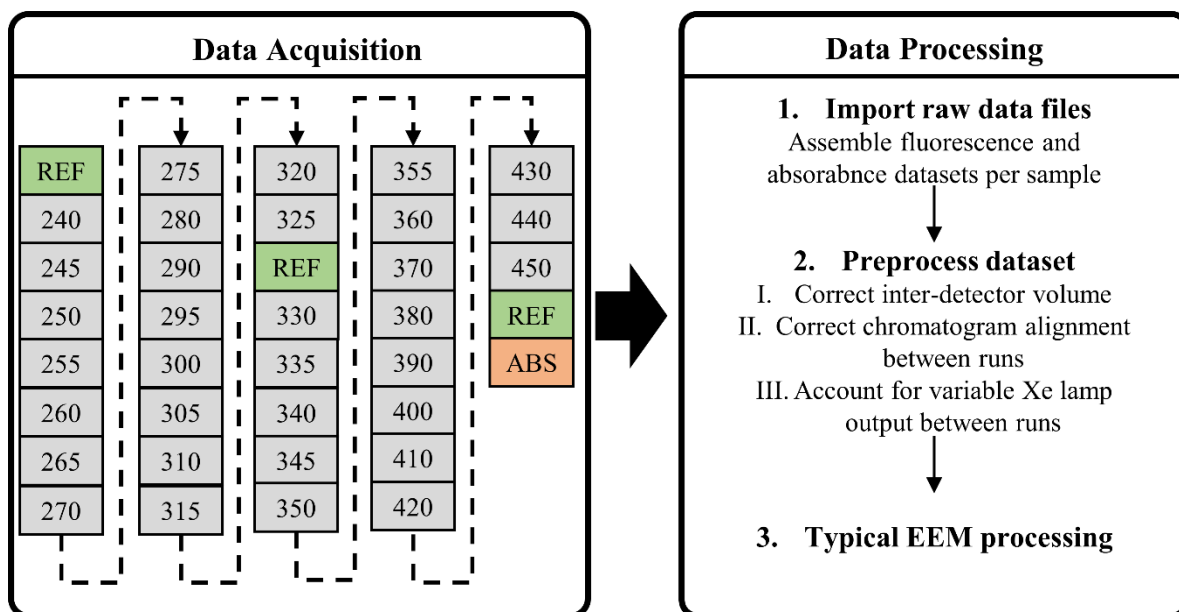 Data Acquisition
REF
240
245
250
255
260
265
270
275
280
290
295
300
305
310
315
320
325
REF
330
335
340
345
350
355
360
370
380
390
400
410
420
430
440
450
REF
ABS
Data Processing
1. Import raw data files
Assemble fluorescence and
absorabnce datasets per sample
2. Preprocess dataset
I. Correct inter-detector volume
II. Correct chromatogram alignment
between runs
III. Account for variable Xe lamp
output between runs
3. Typical EEM processing